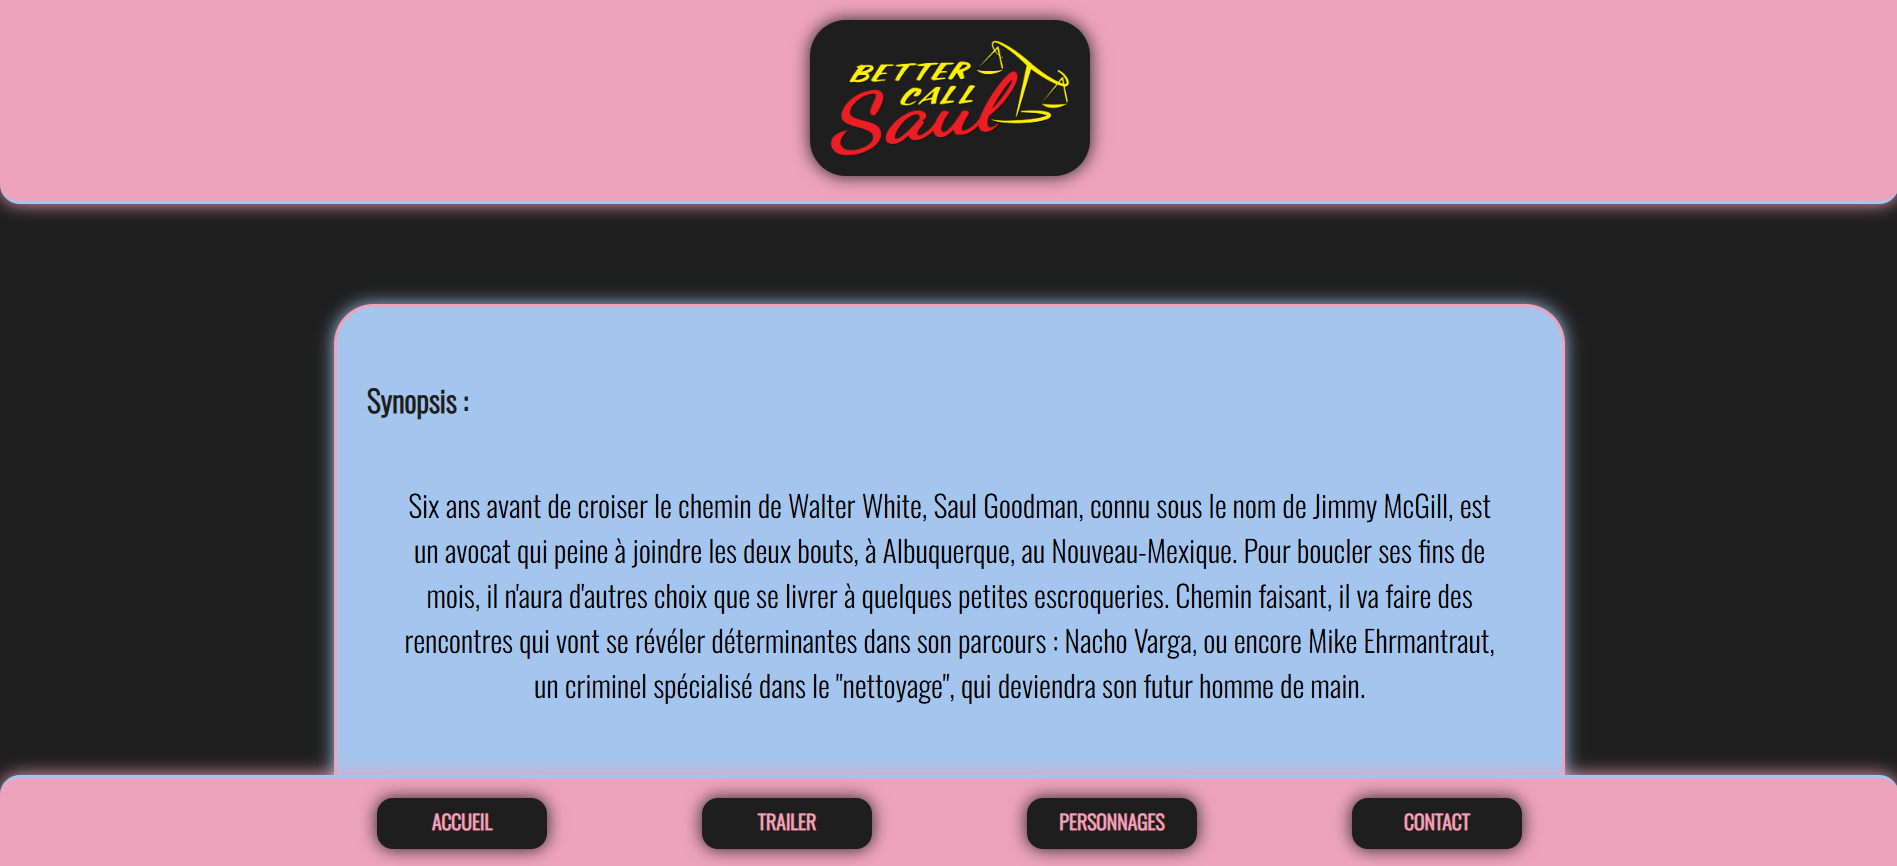 BETTER
CALL
Saul
Synopsis :
Six ans avant de croiser le chemin de Walter White, Saul Goodman, connu sous le nom de Jimmy McGill, est
un avocat qui peine à joindre les deux bouts, à Albuquerque, au Nouveau-Mexique. Pour boucler ses fins de
mois, il n'aura d'autres choix que se livrer à quelques petites escroqueries. Chemin faisant, il va faire des
rencontres qui vont se révéler déterminantes dans son parcours : Nacho Varga, ou encore Mike Ehrmantraut,
un criminel spécialisé dans le "nettoyage", qui deviendra son futur homme de main.
ACCUEIL TRAILER PERSONNAGES CONTACT